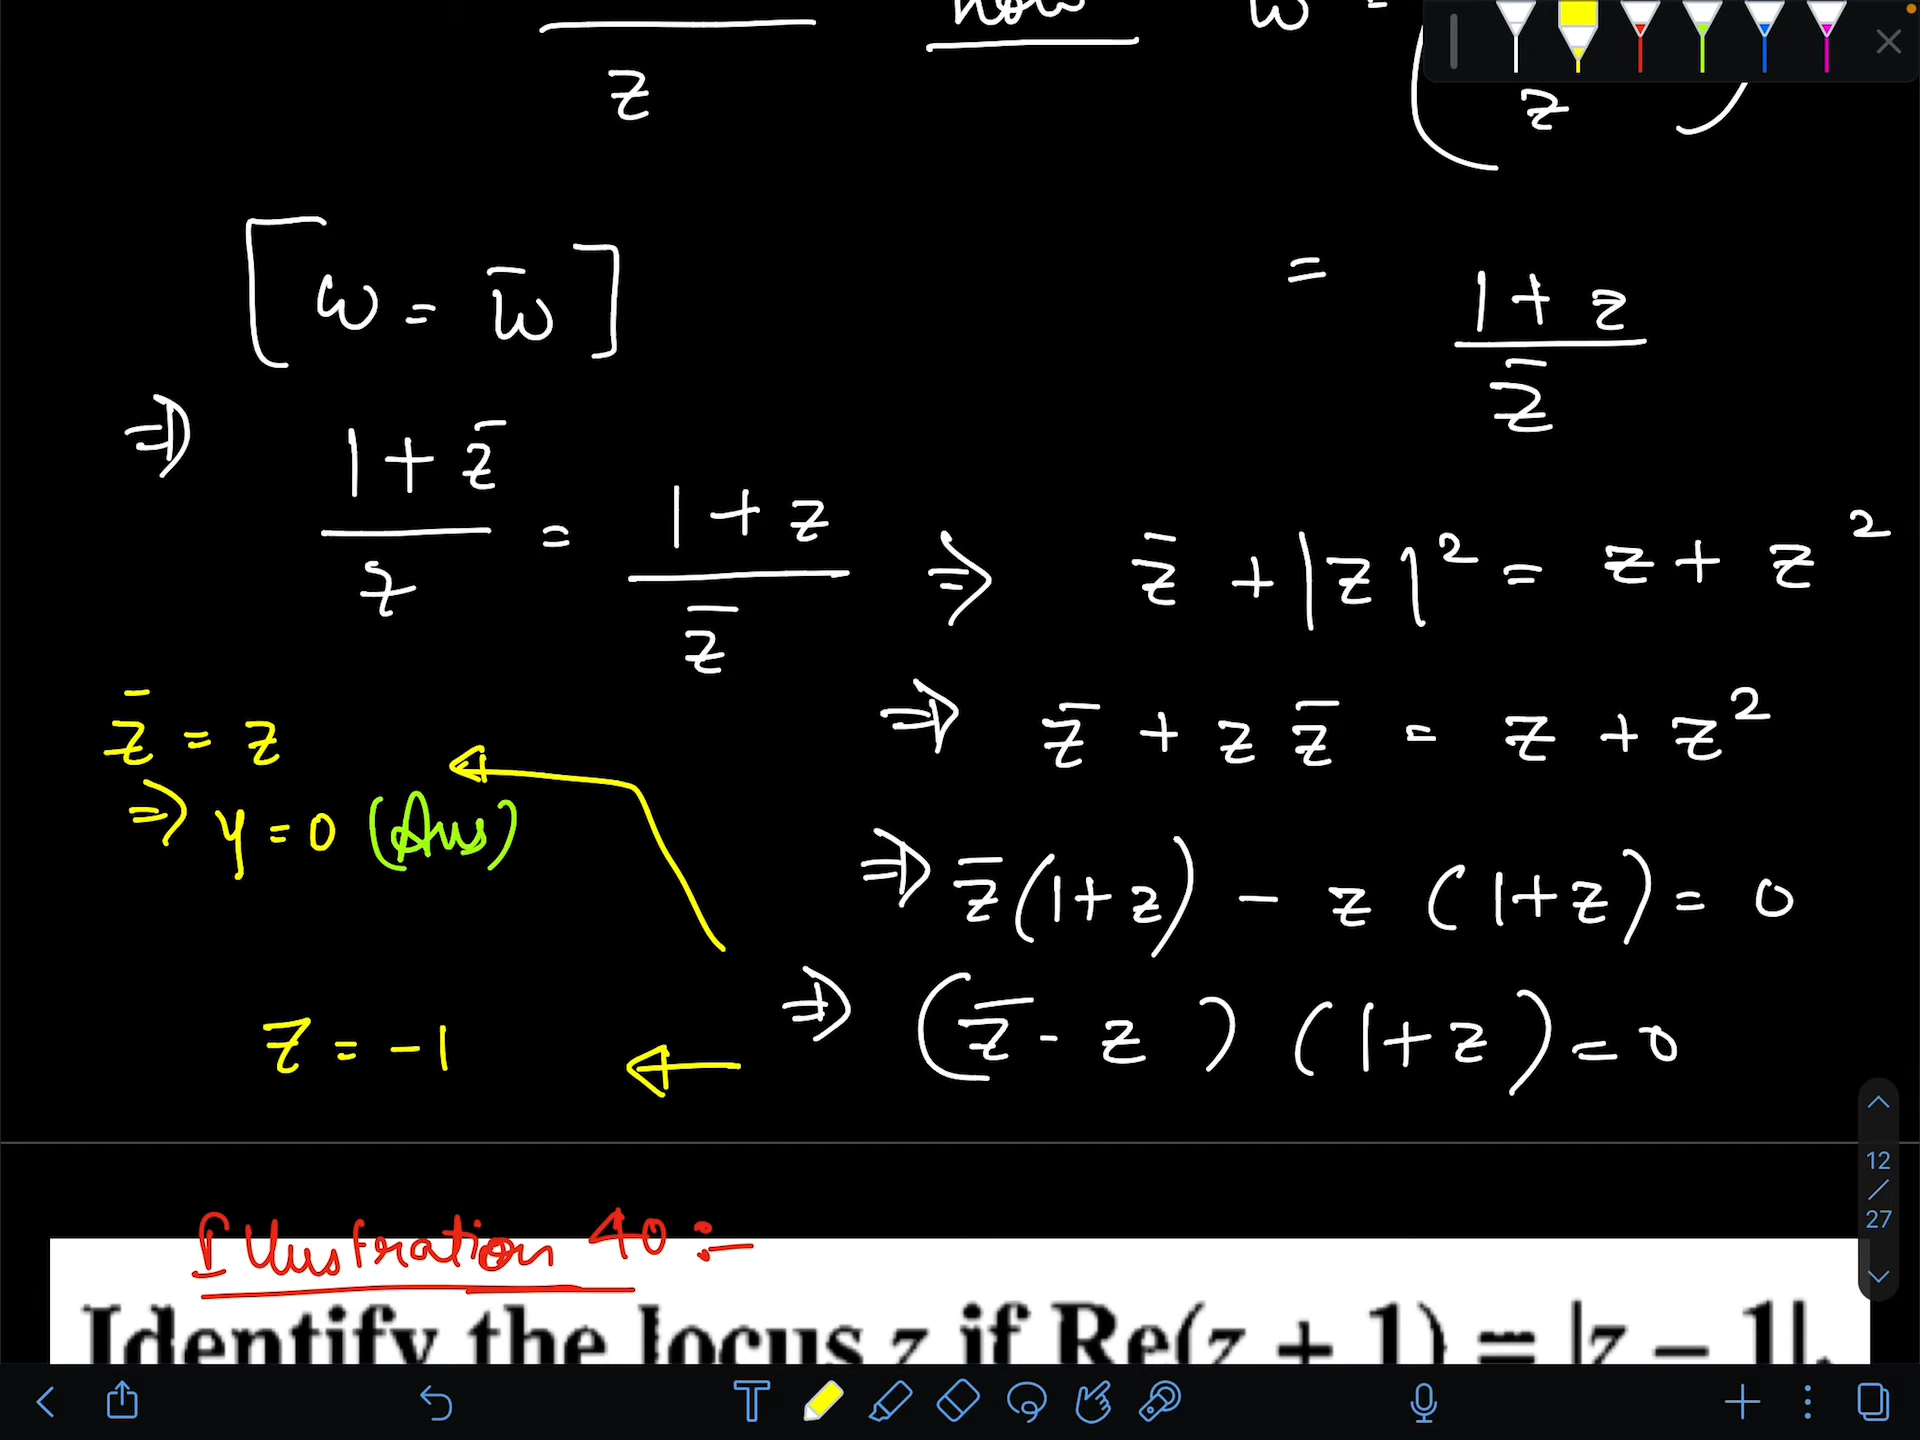 now w =
z z
[ w = w̄ ] = (1 + z)/z̄
⇒ (1 + z̄)/z = (1 + z)/z̄ ⇒ z̄ + |z|² = z + z²
⇒ z̄ + z z̄ = z + z²
z̄ = z
⇒ y = 0 (Ans)
⇒ z̄(1+z) - z (1+z) = 0
⇒ (z̄ - z) (1+z) = 0
z = -1
12
/
27
Illustration 40 :-
Identify the locus z if Re(z + 1) = |z − 1|.
T